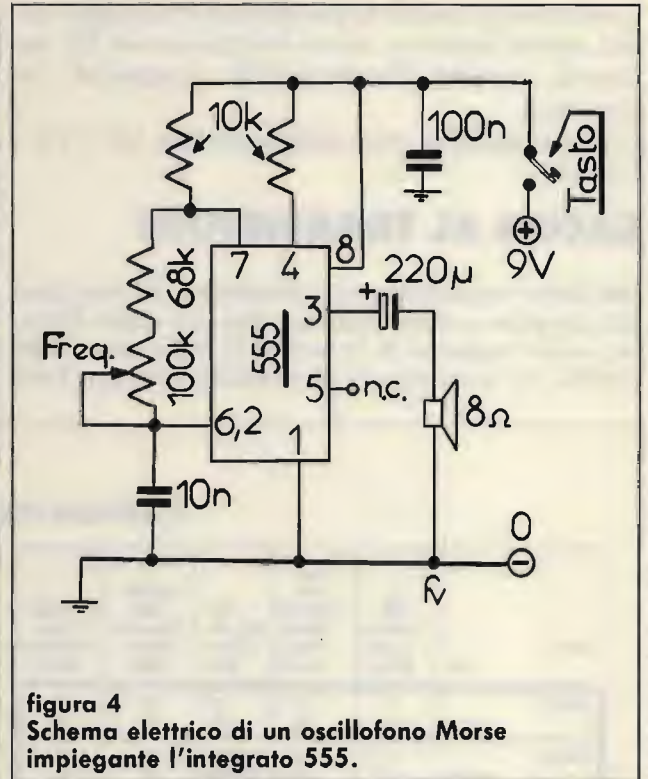 10k
100n
Tasto
9V
7
4
8
220µ
+
68k
3
555
Freq.
100k
5
n.c.
8Ω
6,2
1
10n
0
figura 4
Schema elettrico di un oscillofono Morse
impiegante l'integrato 555.